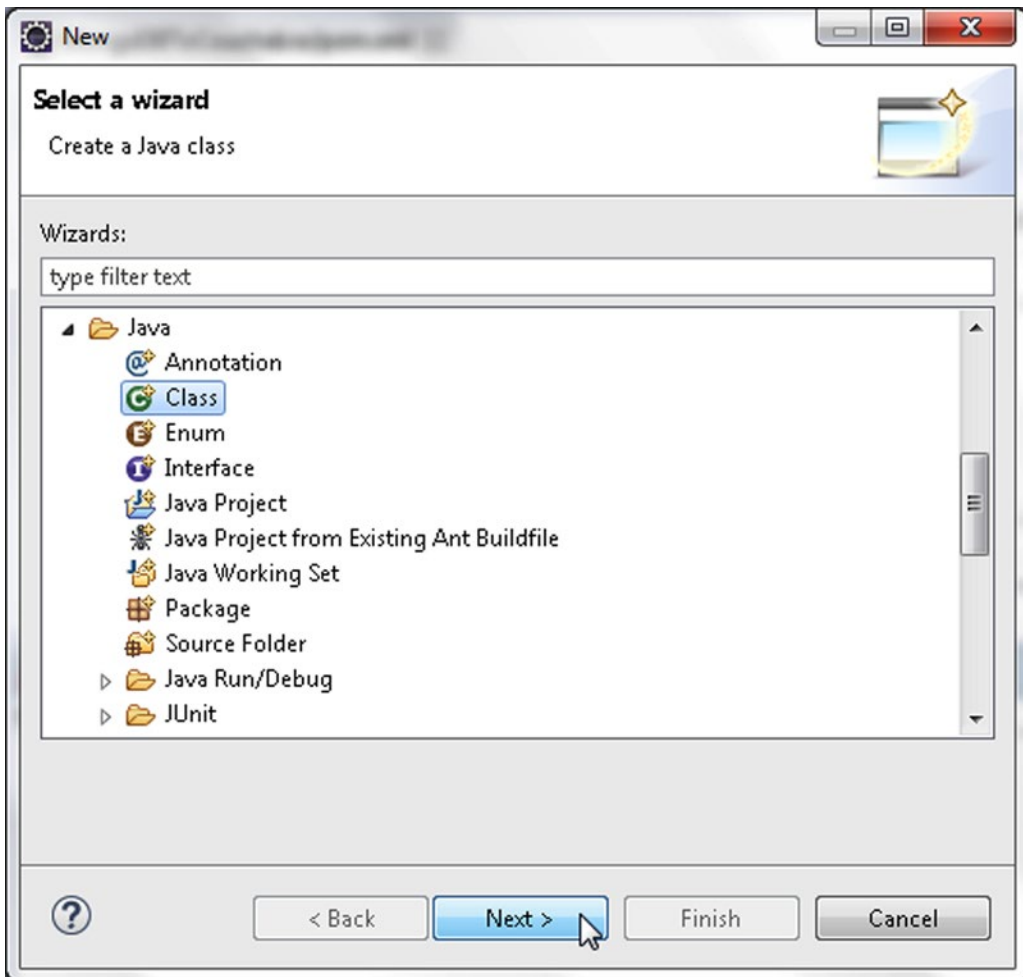 New
Select a wizard
Create a Java class
Wizards:
type filter text
Java
Annotation
Class
Enum
Interface
Java Project
Java Project from Existing Ant Buildfile
Java Working Set
Package
Source Folder
Java Run/Debug
JUnit
< Back Next > Finish Cancel